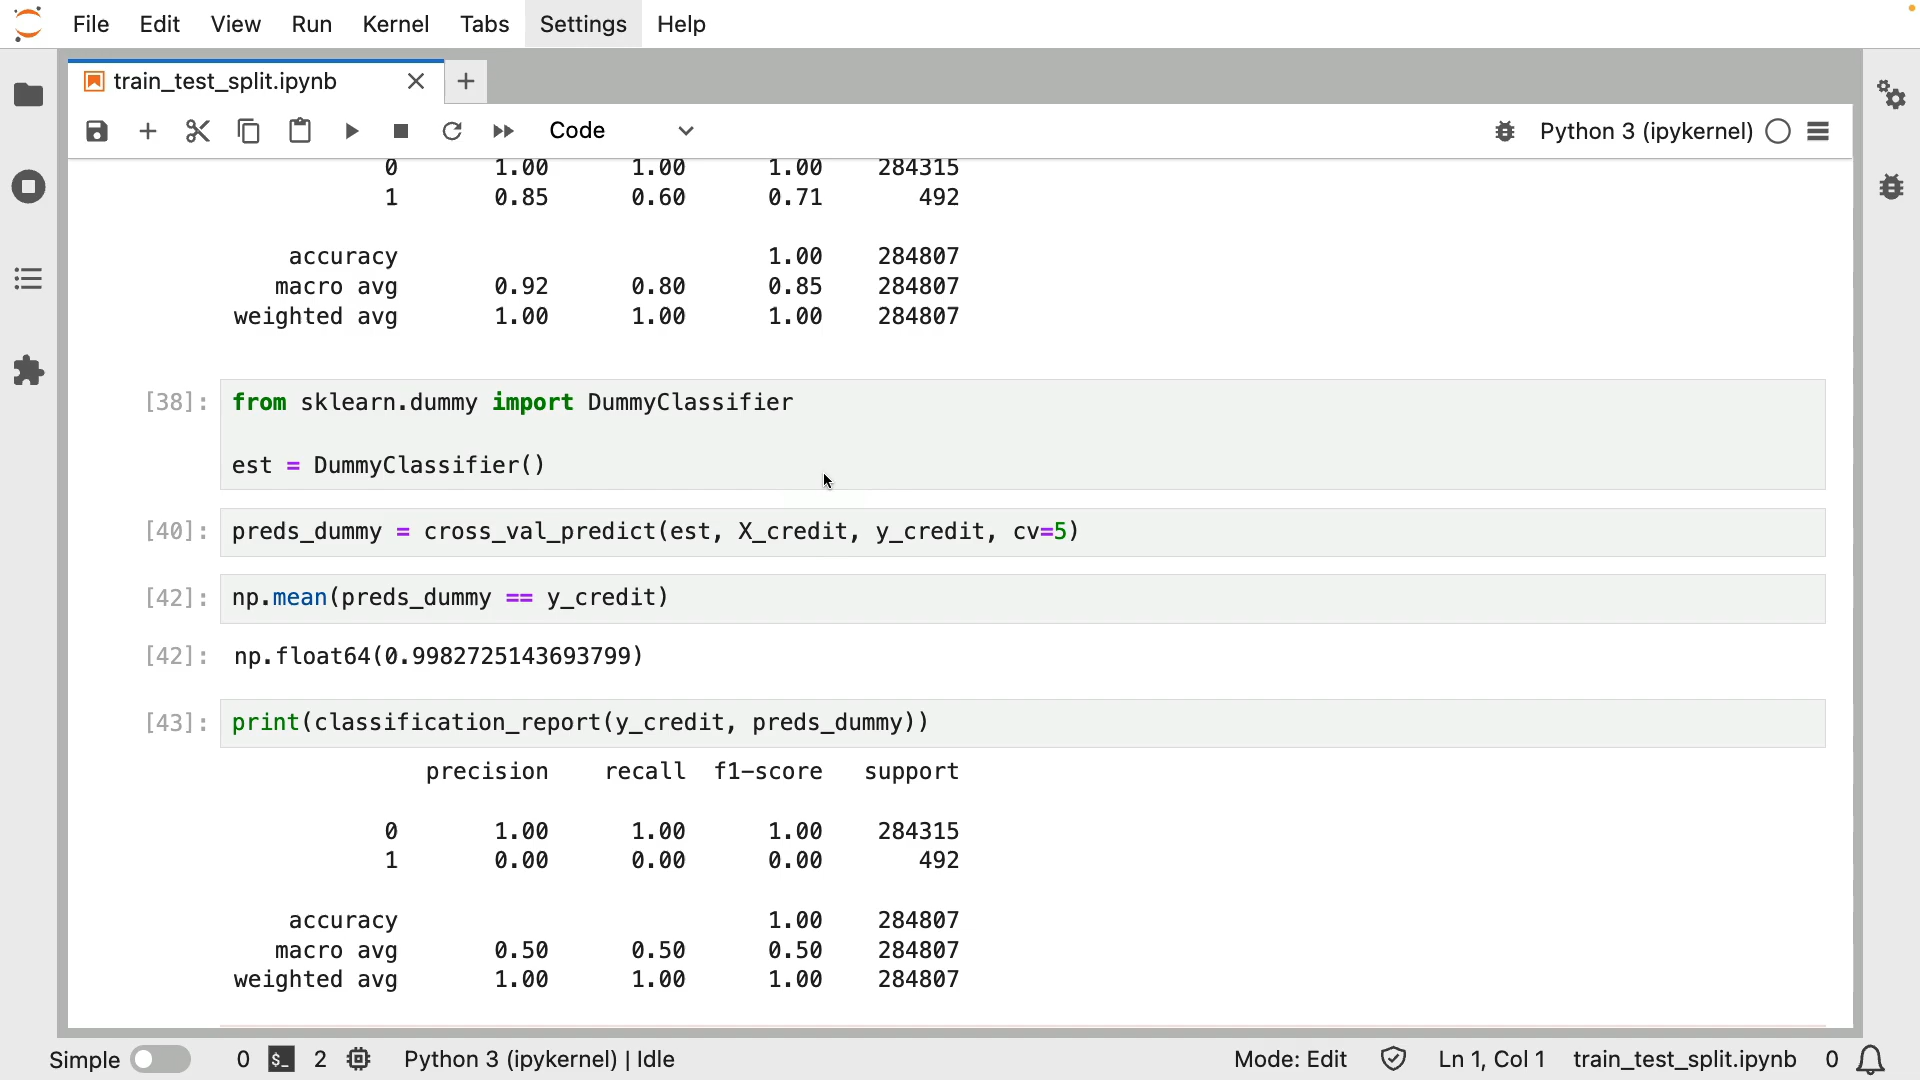 File Edit View Run Kernel Tabs Settings Help
train_test_split.ipynb
Code
Python 3 (ipykernel)
0 1.00 1.00 1.00 284315
1 0.85 0.60 0.71 492
accuracy 1.00 284807
macro avg 0.92 0.80 0.85 284807
weighted avg 1.00 1.00 1.00 284807
[38]: from sklearn.dummy import DummyClassifier
est = DummyClassifier()
[40]: preds_dummy = cross_val_predict(est, X_credit, y_credit, cv=5)
[42]: np.mean(preds_dummy == y_credit)
[42]: np.float64(0.9982725143693799)
[43]: print(classification_report(y_credit, preds_dummy))
precision recall f1-score support
0 1.00 1.00 1.00 284315
1 0.00 0.00 0.00 492
accuracy 1.00 284807
macro avg 0.50 0.50 0.50 284807
weighted avg 1.00 1.00 1.00 284807
Simple 0 $_ 2 Python 3 (ipykernel) | Idle Mode: Edit Ln 1, Col 1 train_test_split.ipynb 0